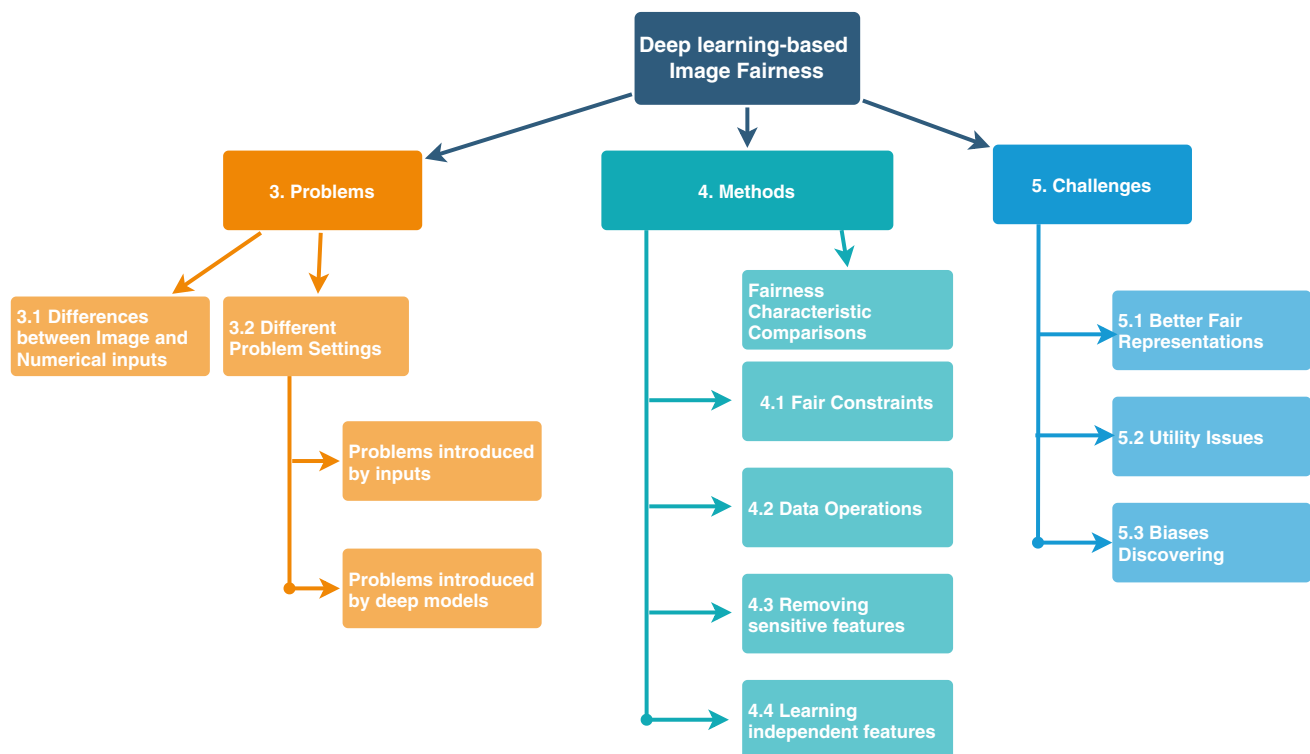 Deep learning-based
Image Fairness
3. Problems
4. Methods
5. Challenges
3.1 Differences
between Image and
Numerical inputs
3.2 Different
Problem Settings
Problems introduced
by inputs
Problems introduced
by deep models
Fairness
Characteristic
Comparisons
4.1 Fair Constraints
4.2 Data Operations
4.3 Removing
sensitive features
4.4 Learning
independent features
5.1 Better Fair
Representations
5.2 Utility Issues
5.3 Biases
Discovering